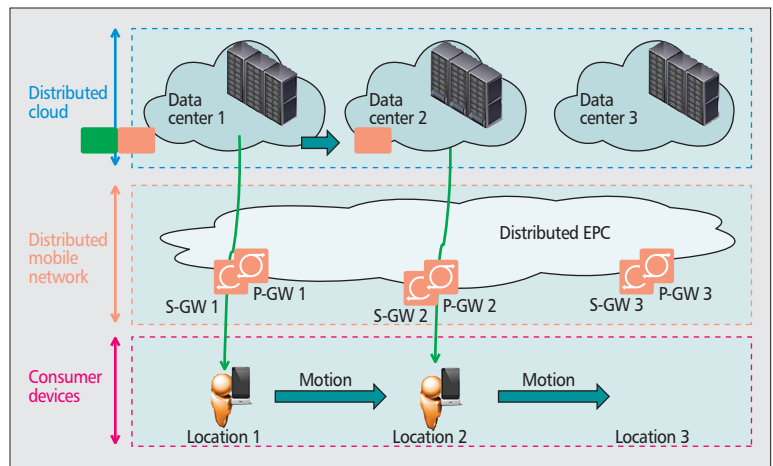 Distributed
cloud
Data
center 1
Data
center 2
Data
center 3
Distributed
mobile
network
Distributed EPC
S-GW 1
P-GW 1
S-GW 2
P-GW 2
S-GW 3
P-GW 3
Consumer
devices
Motion
Motion
Location 1
Location 2
Location 3